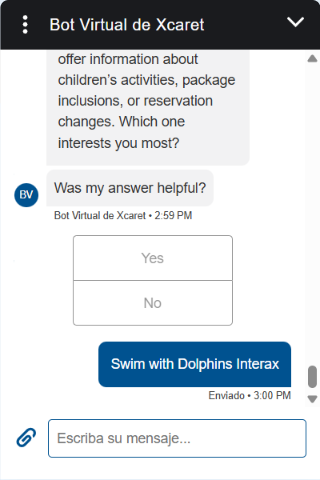 Bot Virtual de Xcaret
offer information about
children's activities, package
inclusions, or reservation
changes. Which one
interests you most?
Was my answer helpful?
BV
Bot Virtual de Xcaret • 2:59 PM
Yes
No
Swim with Dolphins Interax
Enviado • 3:00 PM
Escriba su mensaje...